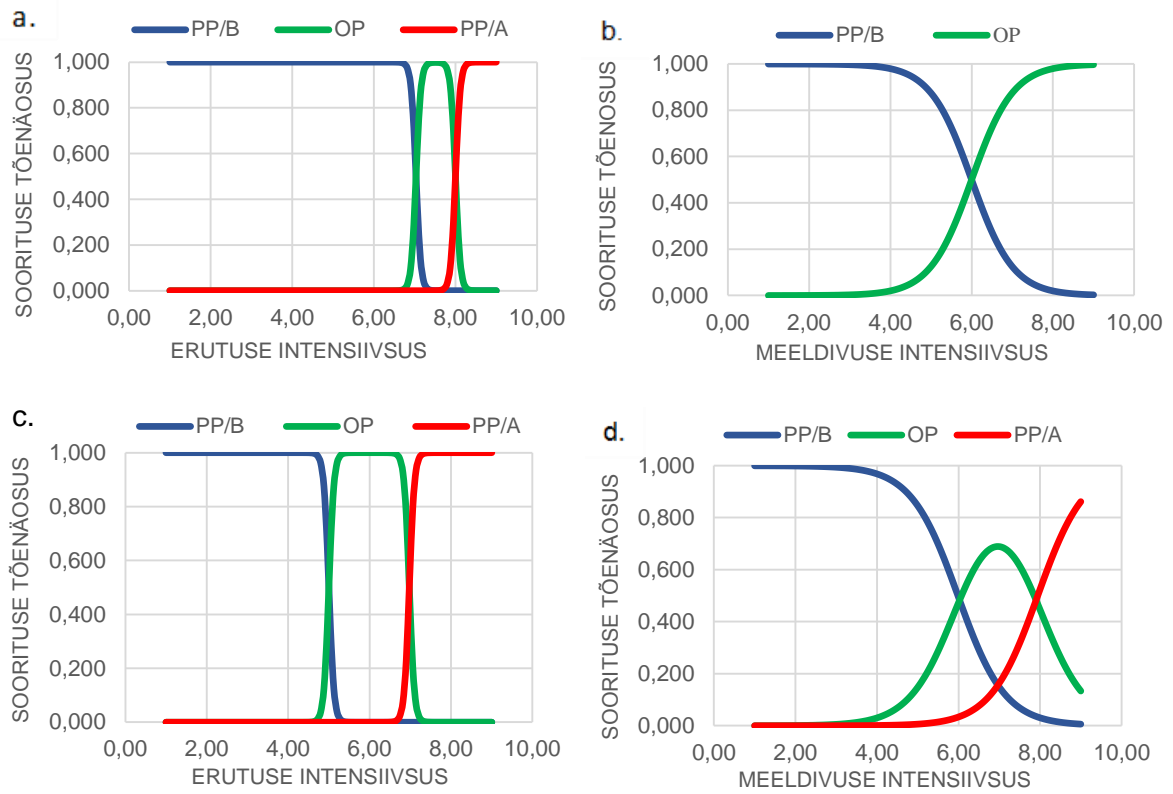 a.
PP/B OP PP/A
SOORITUSE TÕENÄOSUS
1,000
0,800
0,600
0,400
0,200
0,000
0,00 2,00 4,00 6,00 8,00 10,00
ERUTUSE INTENSIIVSUS
b.
PP/B OP
SOORITUSE TÕENOSUS
1,000
0,800
0,600
0,400
0,200
0,000
0,00 2,00 4,00 6,00 8,00 10,00
MEELDIVUSE INTENSIIVSUS
c.
PP/B OP PP/A
SOORITUSE TÕENÄOSUS
1,000
0,800
0,600
0,400
0,200
0,000
0,00 2,00 4,00 6,00 8,00 10,00
ERUTUSE INTENSIIVSUS
d.
PP/B OP PP/A
SOORITUSE TÕENÄOSUS
1,000
0,800
0,600
0,400
0,200
0,000
0,00 2,00 4,00 6,00 8,00 10,00
MEELDIVUSE INTENSIIVSUS